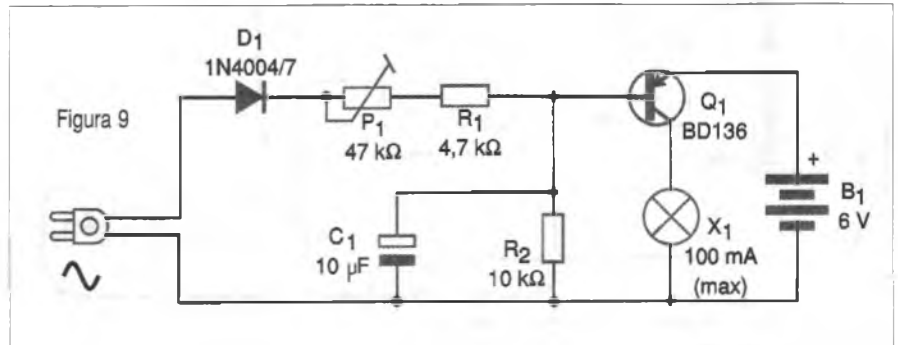 D1
1N4004/7
Figura 9
P1
47 kΩ
R1
4,7 kΩ
Q1
BD136
+
B1
6 V
C1
10 µF
R2
10 kΩ
X1
100 mA
(max)